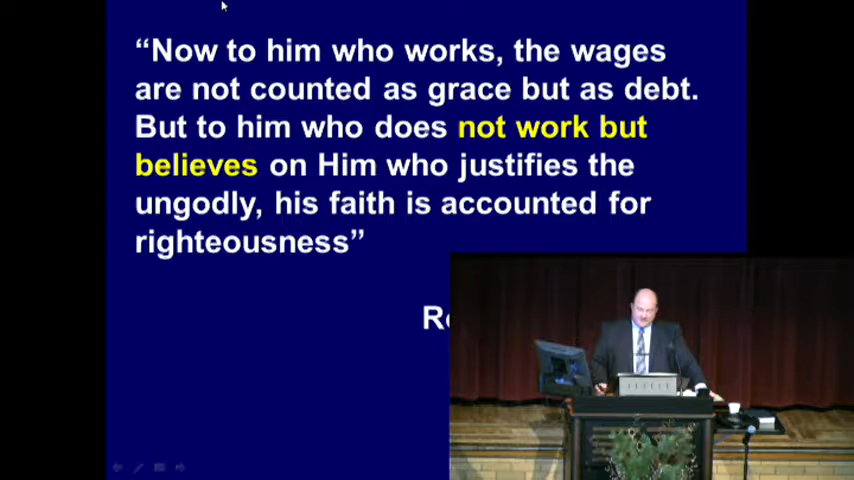 “Now to him who works, the wages
are not counted as grace but as debt.
But to him who does not work but
believes on Him who justifies the
ungodly, his faith is accounted for
righteousness”